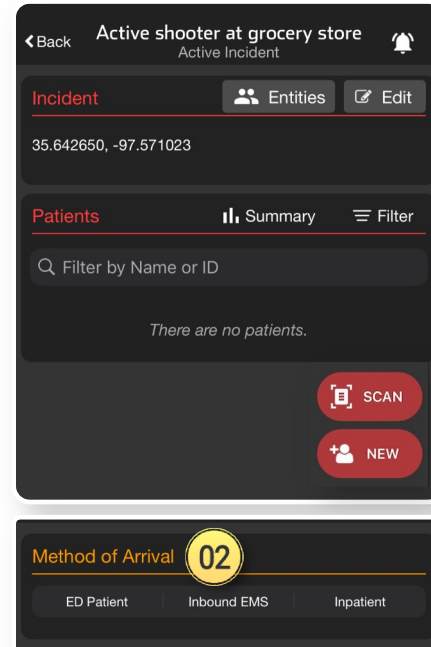 Back
Active shooter at grocery store
Active Incident
Incident
Entities
Edit
35.642650, -97.571023
Patients
Summary
Filter
Filter by Name or ID
There are no patients.
SCAN
NEW
Method of Arrival
02
ED Patient
Inbound EMS
Inpatient